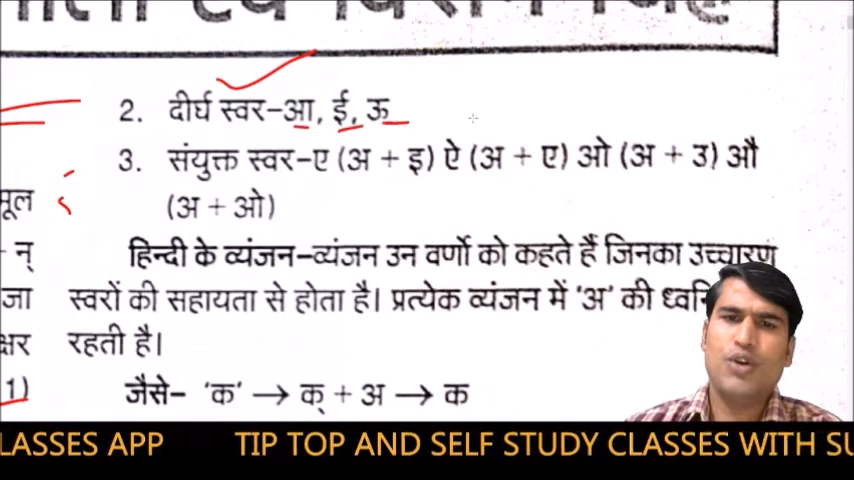 2. दीर्घ स्वर-आ, ई, ऊ
3. संयुक्त स्वर-ए (अ + इ) ऐ (अ + ए) ओ (अ + उ) औ
(अ + ओ)
मूल
हिन्दी के व्यंजन-व्यंजन उन वर्णो को कहते हैं जिनका उच्चारण
न्
स्वरों की सहायता से होता है। प्रत्येक व्यंजन में 'अ' की
जा
रहती है।
क्षर
जैसे- 'क' → क् + अ → क
1)
LASSES APP TIP TOP AND SELF STUDY CLASSES WITH SU